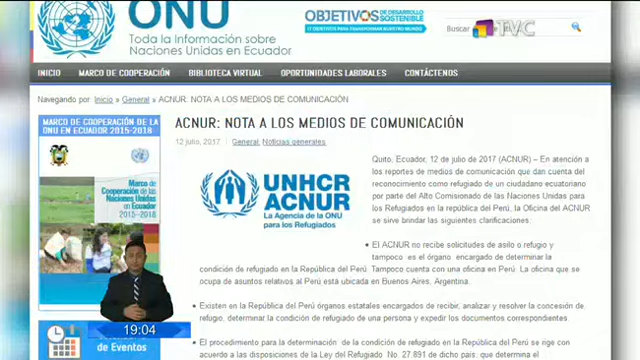 ONU
Toda la Información sobre
Naciones Unidas en Ecuador
OBJETIVOS DE DESARROLLO SOSTENIBLE
17 OBJETIVOS PARA TRANSFORMAR NUESTRO MUNDO
Buscar
TVC
INICIO MARCO DE COOPERACIÓN BIBLIOTECA VIRTUAL OPORTUNIDADES LABORALES CONTÁCTENOS
Navegando por: Inicio » General » ACNUR: NOTA A LOS MEDIOS DE COMUNICACIÓN
MARCO DE COOPERACIÓN DE LA
ONU EN ECUADOR 2015-2018
Marco de
Cooperación de las
Naciones Unidas
en Ecuador
2015-2018
ACNUR: NOTA A LOS MEDIOS DE COMUNICACIÓN
12 julio, 2017 General, Noticias generales
UNHCR
ACNUR
La Agencia de la ONU
para los Refugiados
Quito, Ecuador, 12 de julio de 2017 (ACNUR) – En atención a
los reportes de medios de comunicación que dan cuenta del
reconocimiento como refugiado de un ciudadano ecuatoriano
por parte del Alto Comisionado de las Naciones Unidas para
los Refugiados en la república del Perú, la Oficina del ACNUR
se sirve brindar las siguientes clarificaciones:
• El ACNUR no recibe solicitudes de asilo o refugio y
tampoco es el órgano encargado de determinar la
condición de refugiado en la República del Perú. Tampoco cuenta con una oficina en Perú. La oficina que se
ocupa de asuntos relativos al Perú está ubicada en Buenos Aires, Argentina.
• Existen en la República del Perú órganos estatales encargados de recibir, analizar y resolver la concesión de
refugio, determinar la condición de refugiado de una persona y expedir los documentos correspondientes.
• El procedimiento para la determinación de la condición de refugiado en la República del Perú se rige con
acuerdo a las disposiciones de la Ley del Refugiado No. 27.891 de dicho país; que determina el
19:04
de Eventos